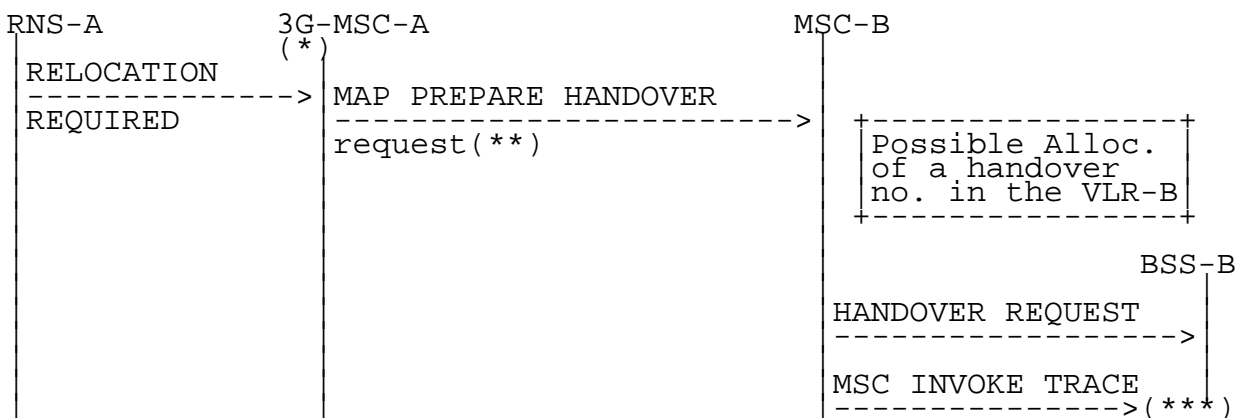 RNS-A 3G-MSC-A MSC-B
(*)
RELOCATION
MAP PREPARE HANDOVER
REQUIRED
request(**)
Possible Alloc.
of a handover
no. in the VLR-B
BSS-B
HANDOVER REQUEST
MSC INVOKE TRACE
(***)